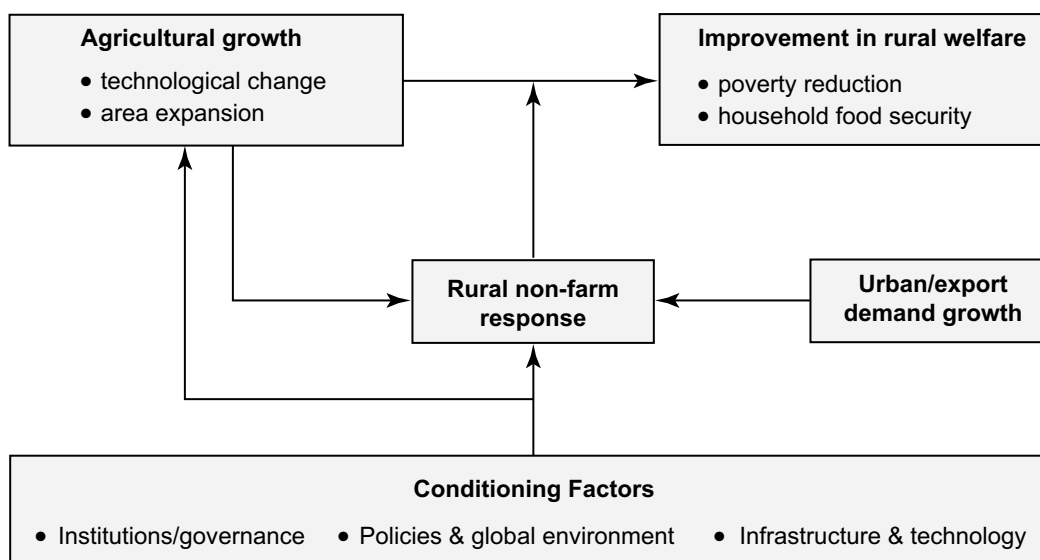 Agricultural growth
• technological change
• area expansion
Improvement in rural welfare
• poverty reduction
• household food security
Rural non-farm
response
Urban/export
demand growth
Conditioning Factors
• Institutions/governance • Policies & global environment • Infrastructure & technology